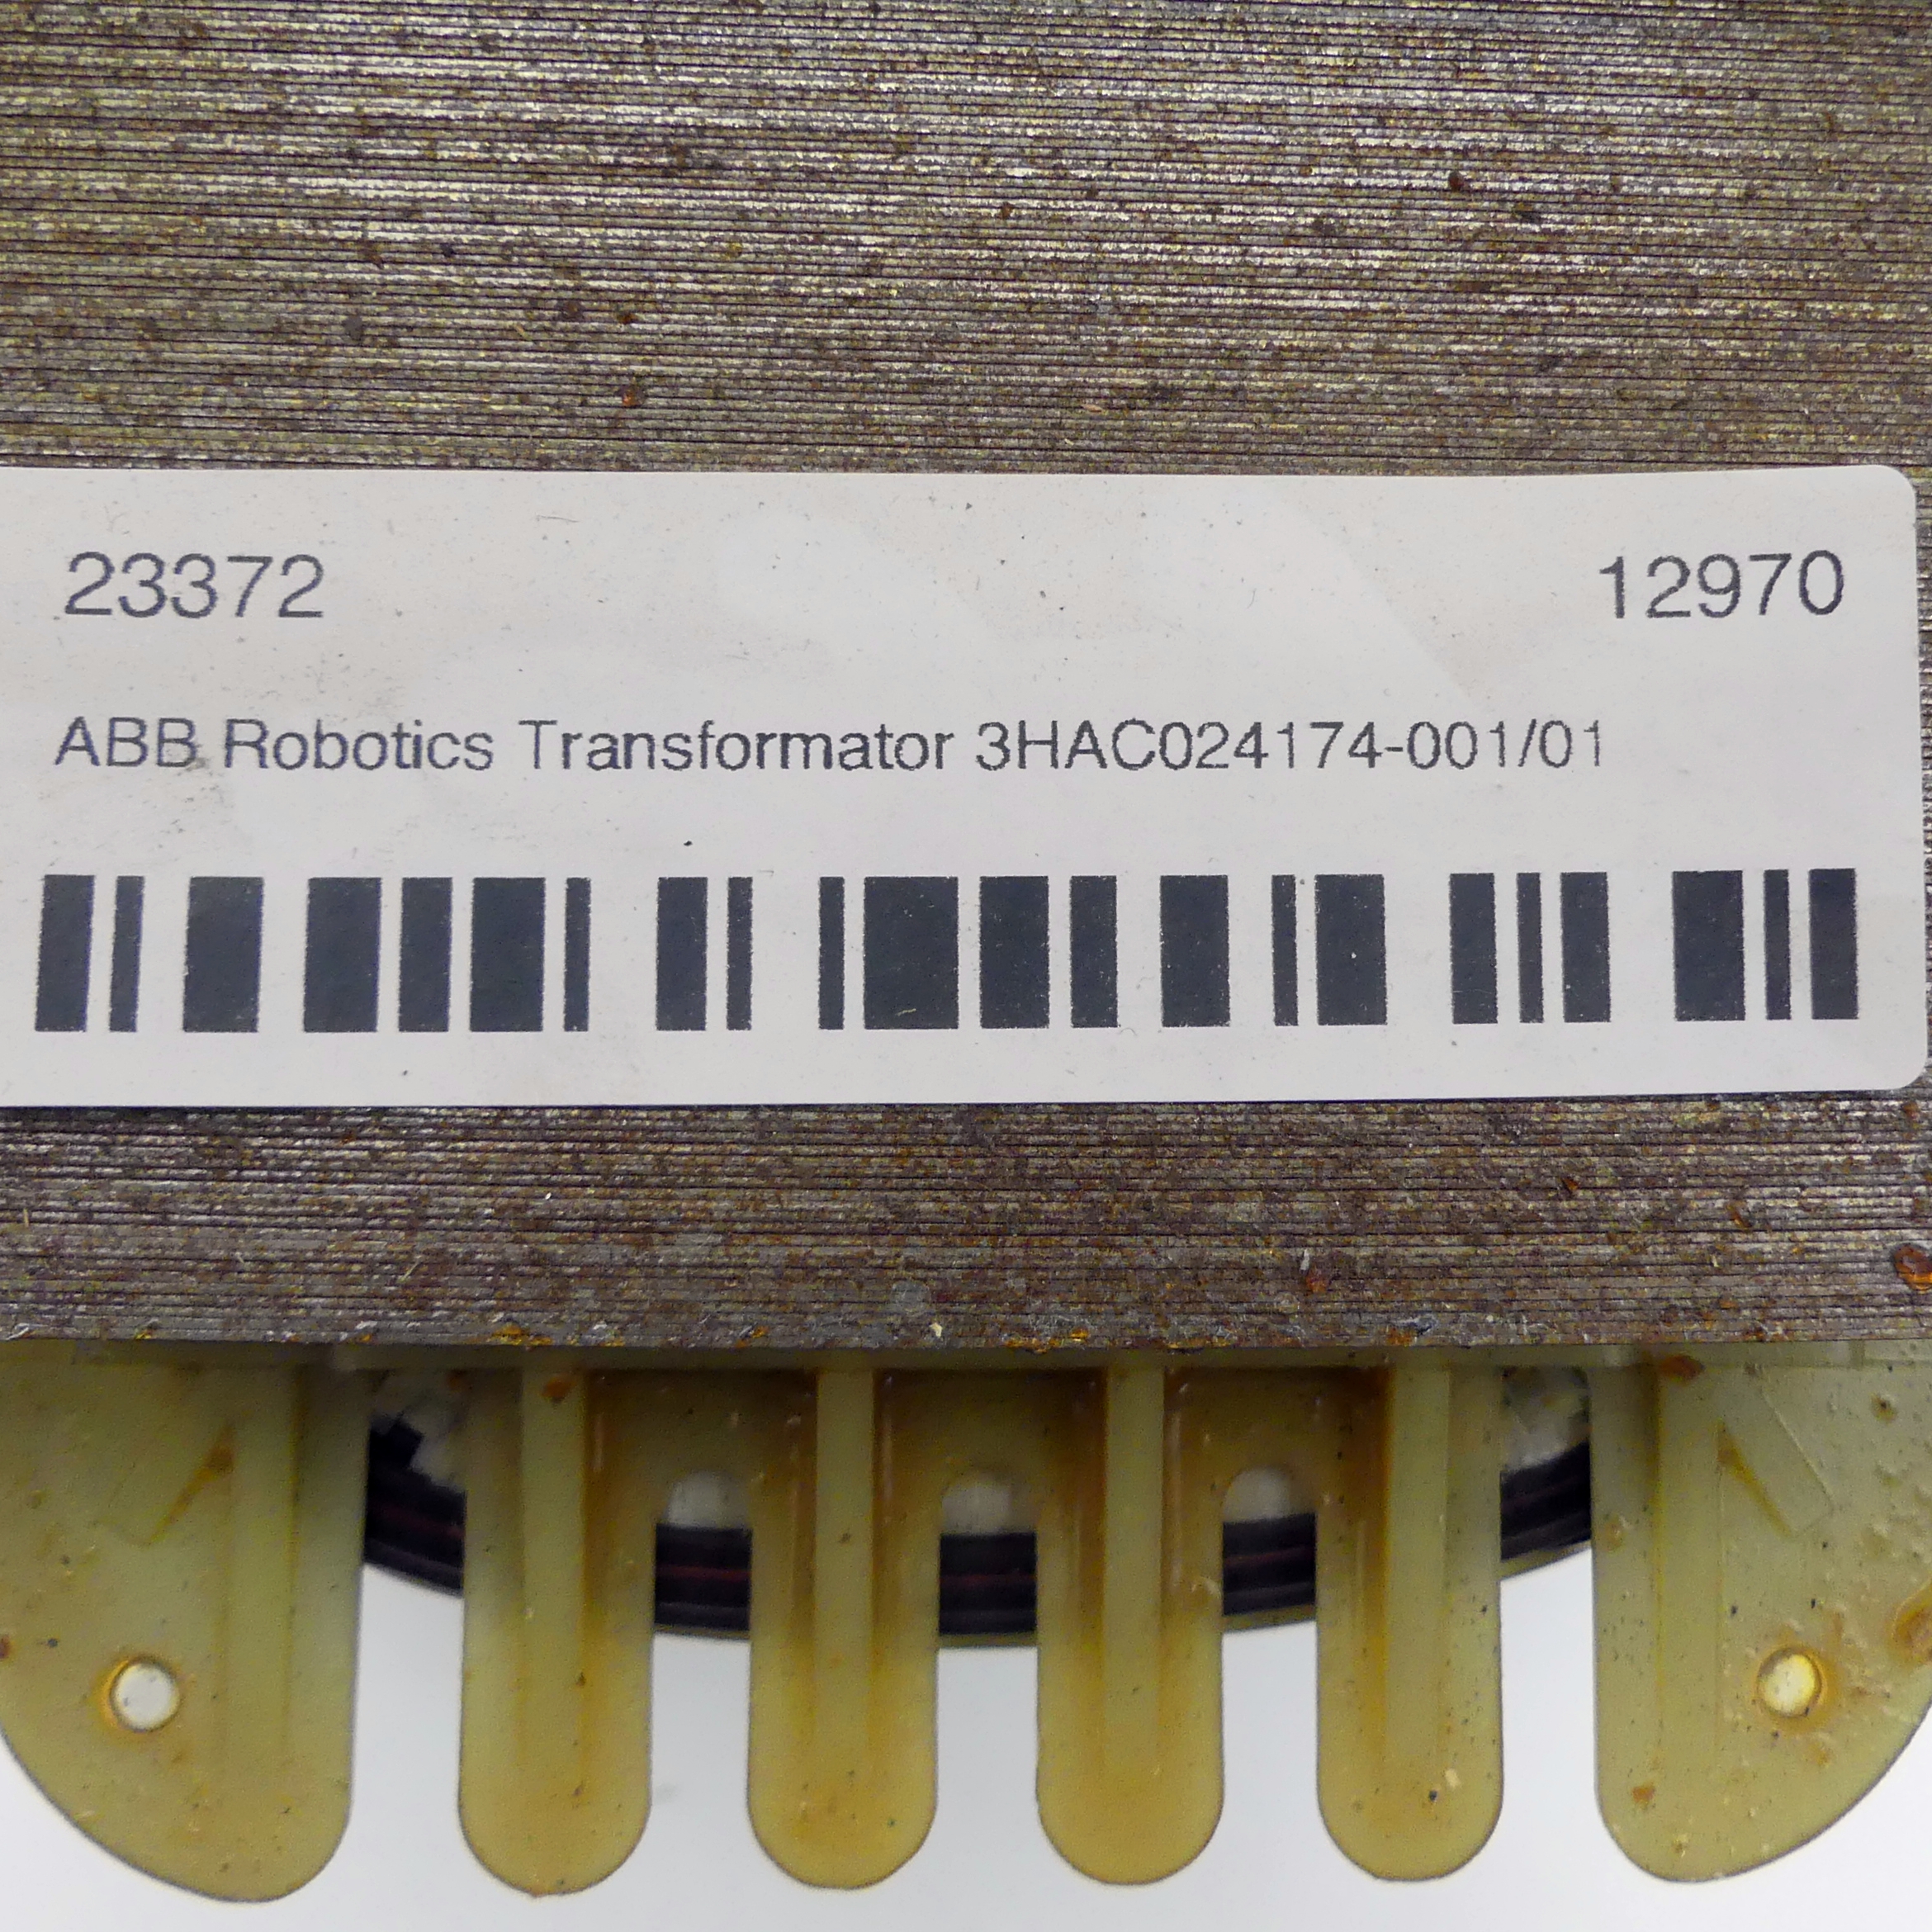 23372 12970
ABB Robotics Transformator 3HAC024174-001/01